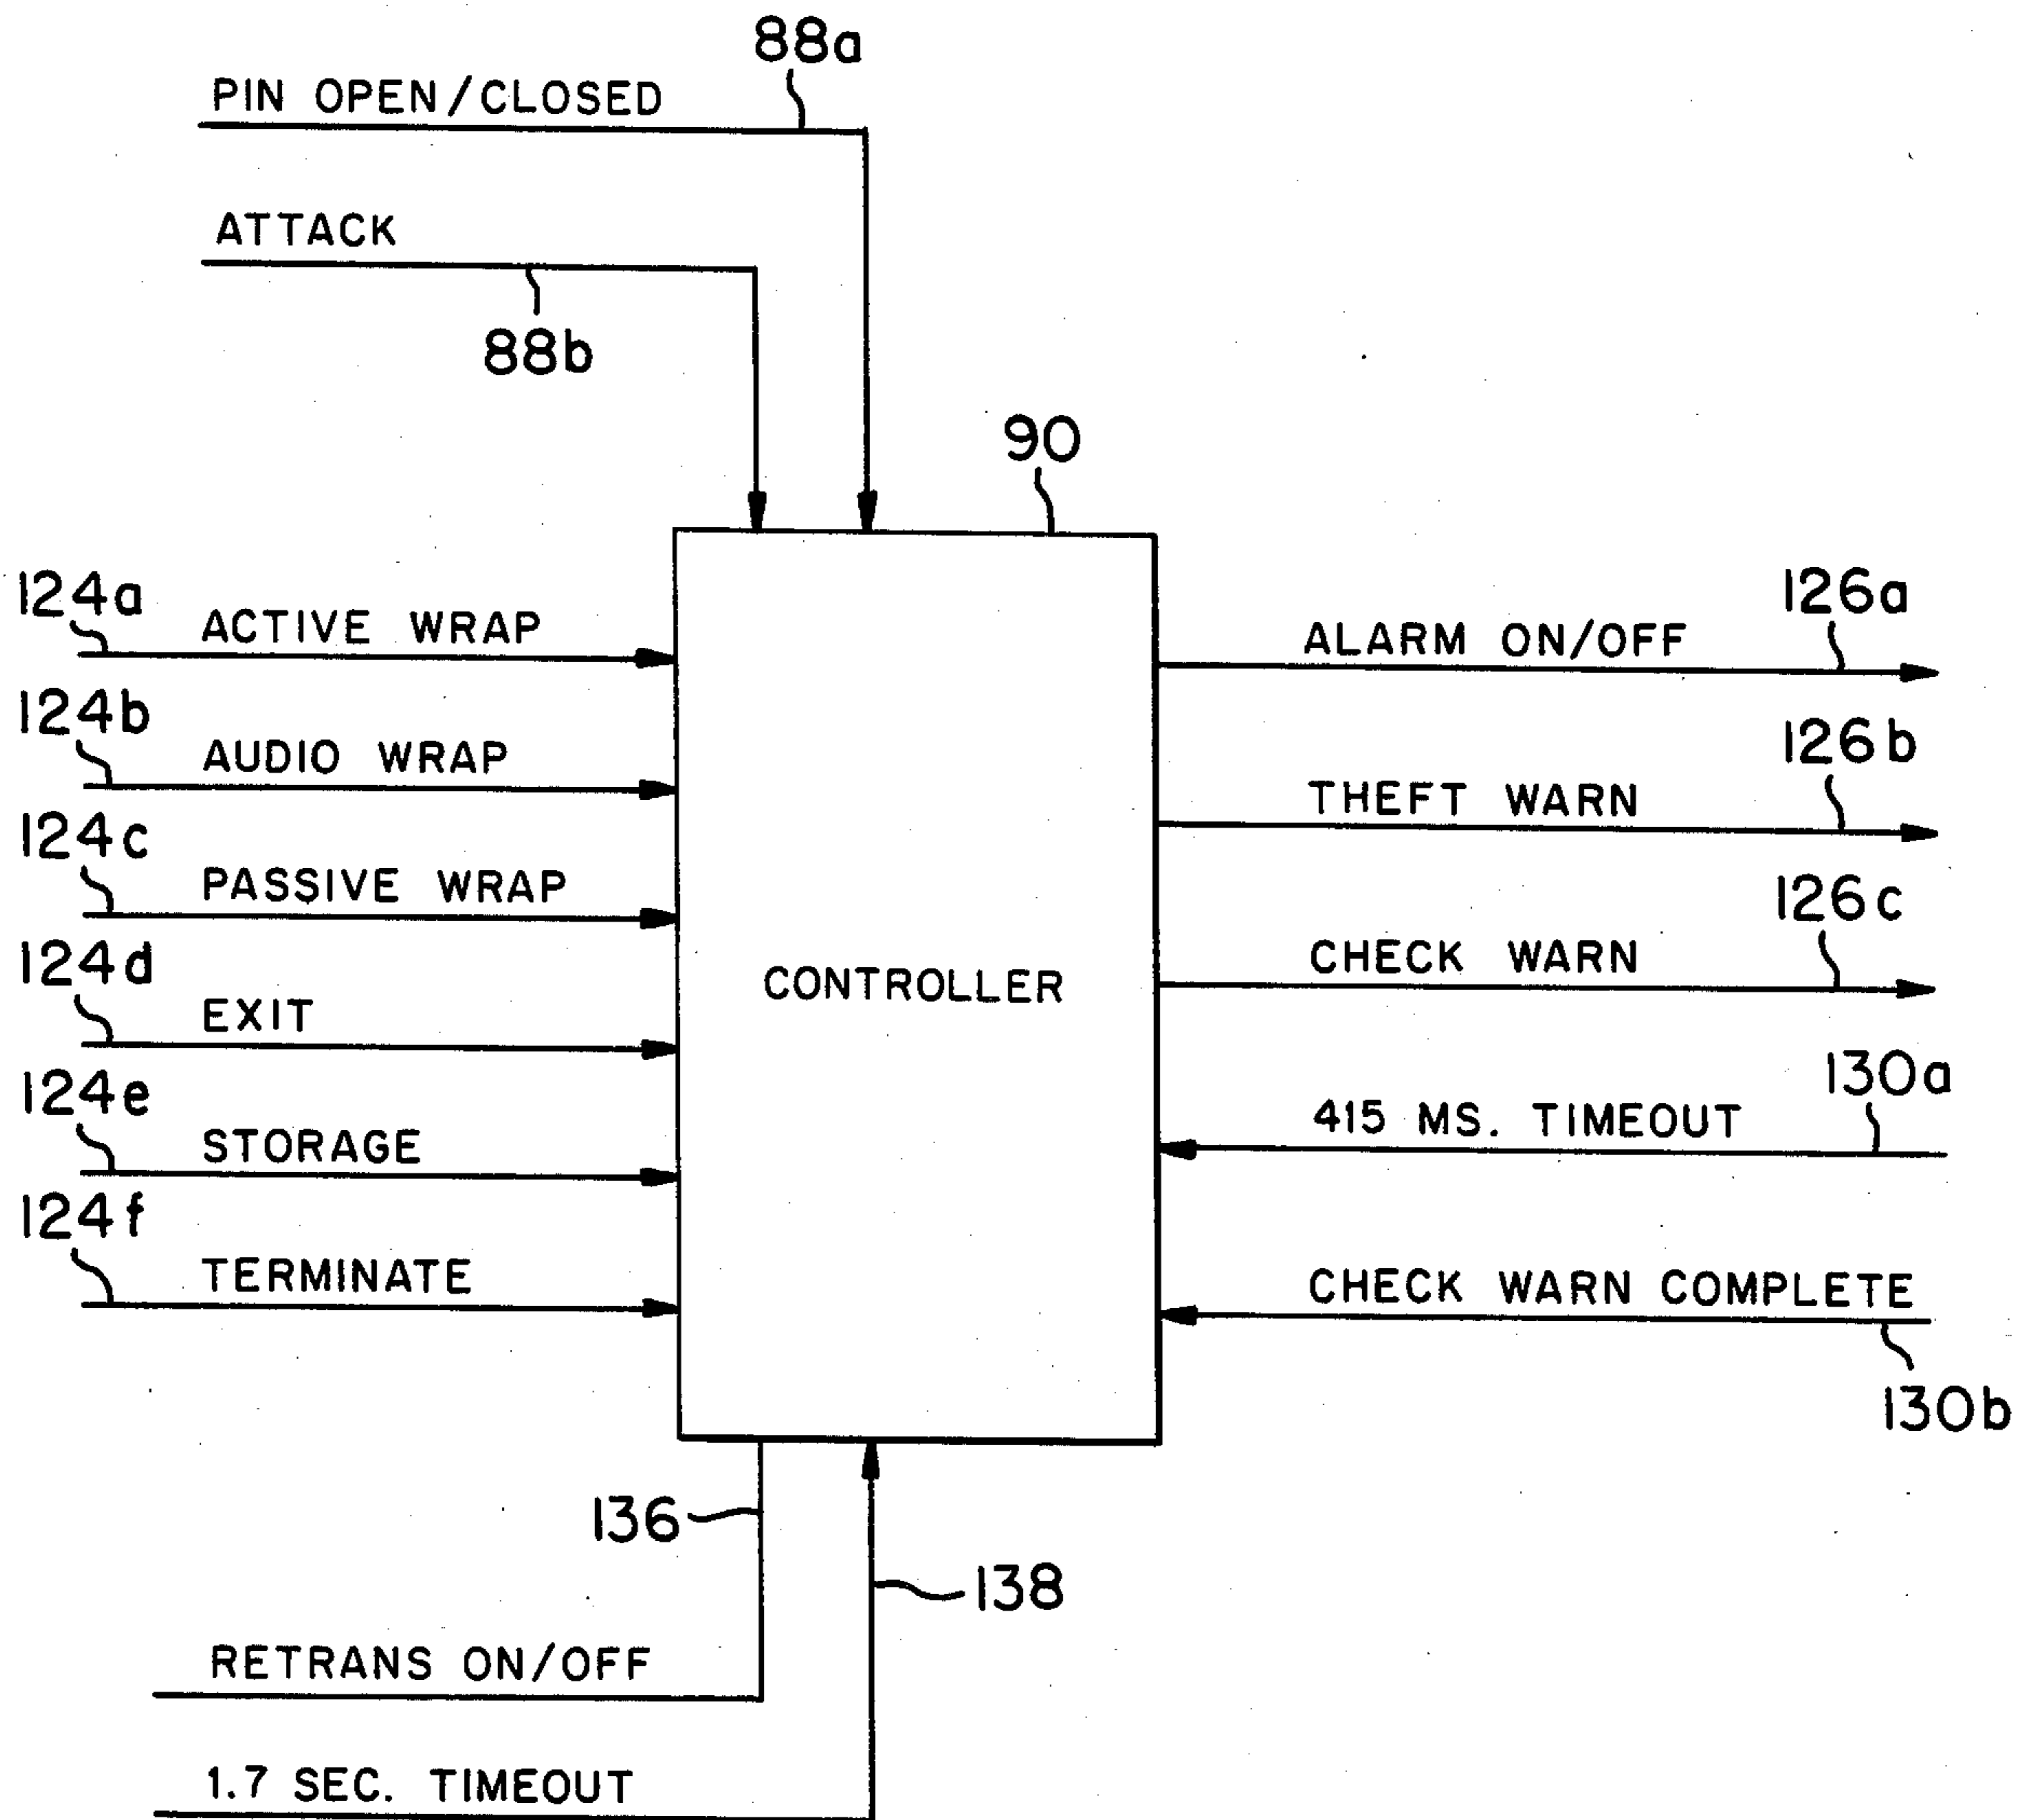 88a
PIN OPEN/CLOSED
ATTACK
88b
90
124a
ACTIVE WRAP
124b
AUDIO WRAP
124c
PASSIVE WRAP
124d
EXIT
124e
STORAGE
124f
TERMINATE
CONTROLLER
126a
ALARM ON/OFF
126b
THEFT WARN
126c
CHECK WARN
130a
415 MS. TIMEOUT
CHECK WARN COMPLETE
130b
136
138
RETRANS ON/OFF
1.7 SEC. TIMEOUT